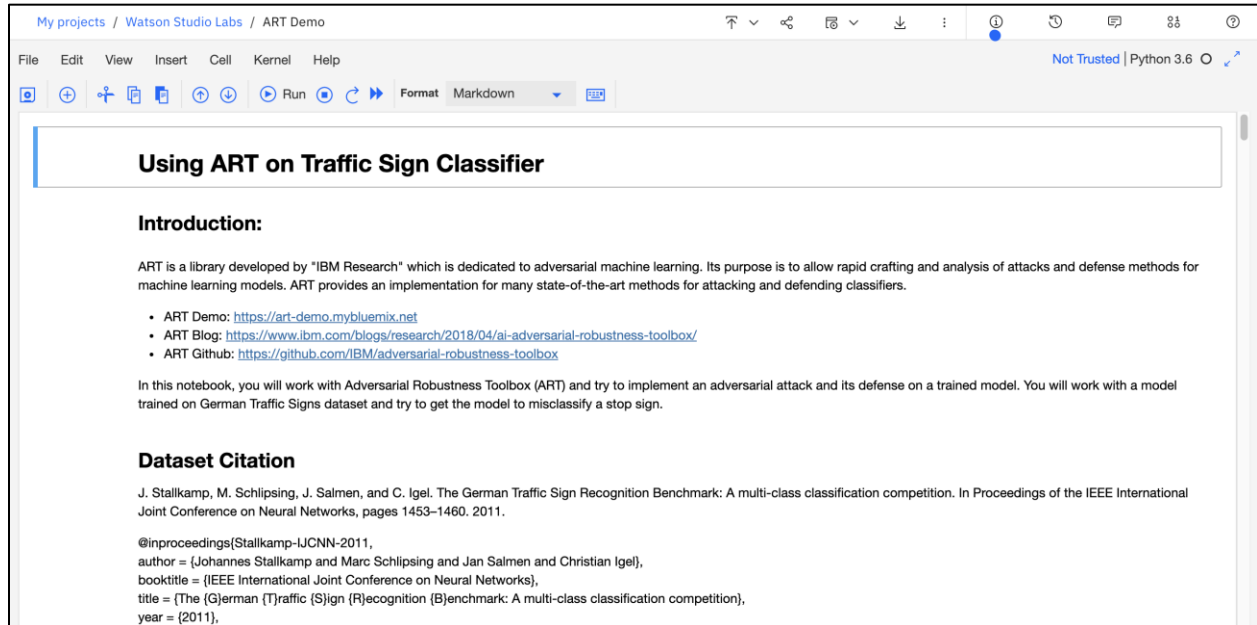 My projects / Watson Studio Labs / ART Demo
File Edit View Insert Cell Kernel Help
Not Trusted | Python 3.6
Run Format Markdown
Using ART on Traffic Sign Classifier
Introduction:
ART is a library developed by "IBM Research" which is dedicated to adversarial machine learning. Its purpose is to allow rapid crafting and analysis of attacks and defense methods for
machine learning models. ART provides an implementation for many state-of-the-art methods for attacking and defending classifiers.
• ART Demo: https://art-demo.mybluemix.net
• ART Blog: https://www.ibm.com/blogs/research/2018/04/ai-adversarial-robustness-toolbox/
• ART Github: https://github.com/IBM/adversarial-robustness-toolbox
In this notebook, you will work with Adversarial Robustness Toolbox (ART) and try to implement an adversarial attack and its defense on a trained model. You will work with a model
trained on German Traffic Signs dataset and try to get the model to misclassify a stop sign.
Dataset Citation
J. Stallkamp, M. Schlipsing, J. Salmen, and C. Igel. The German Traffic Sign Recognition Benchmark: A multi-class classification competition. In Proceedings of the IEEE International
Joint Conference on Neural Networks, pages 1453–1460. 2011.
@inproceedings{Stallkamp-IJCNN-2011,
author = {Johannes Stallkamp and Marc Schlipsing and Jan Salmen and Christian Igel},
booktitle = {IEEE International Joint Conference on Neural Networks},
title = {The {G}erman {T}raffic {S}ign {R}ecognition {B}enchmark: A multi-class classification competition},
year = {2011},